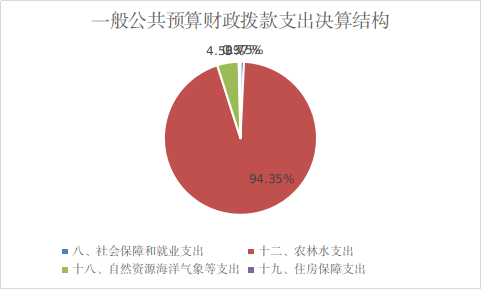 一般公共预算财政拨款支出决算结构
94.35%
八、社会保障和就业支出 十二、农林水支出
十八、自然资源海洋气象等支出 十九、住房保障支出